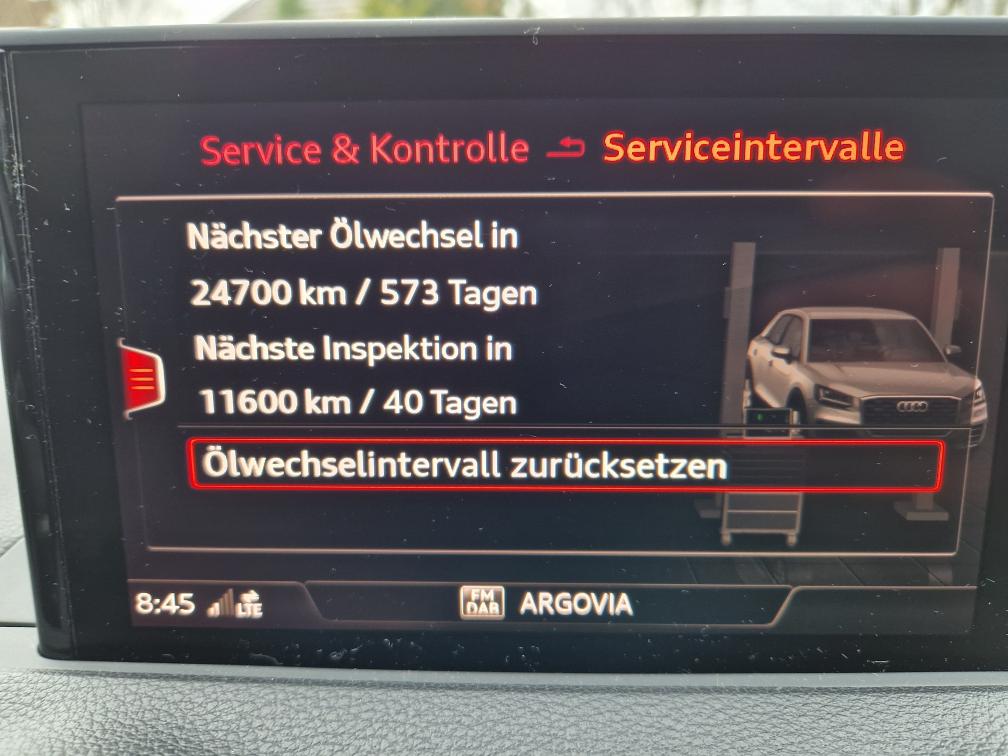 Service & Kontrolle Serviceintervalle
Nächster Ölwechsel in
24700 km / 573 Tagen
Nächste Inspektion in
11600 km / 40 Tagen
Ölwechselintervall zurücksetzen
8:45 LTE FM DAB ARGOVIA